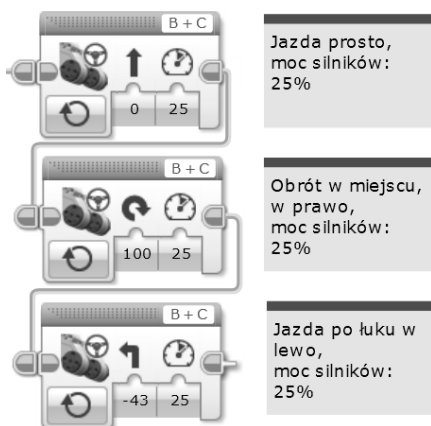 B + C
0 25
Jazda prosto,
moc silników:
25%
B + C
100 25
Obrót w miejscu,
w prawo,
moc silników:
25%
B + C
-43 25
Jazda po łuku w
lewo,
moc silników:
25%